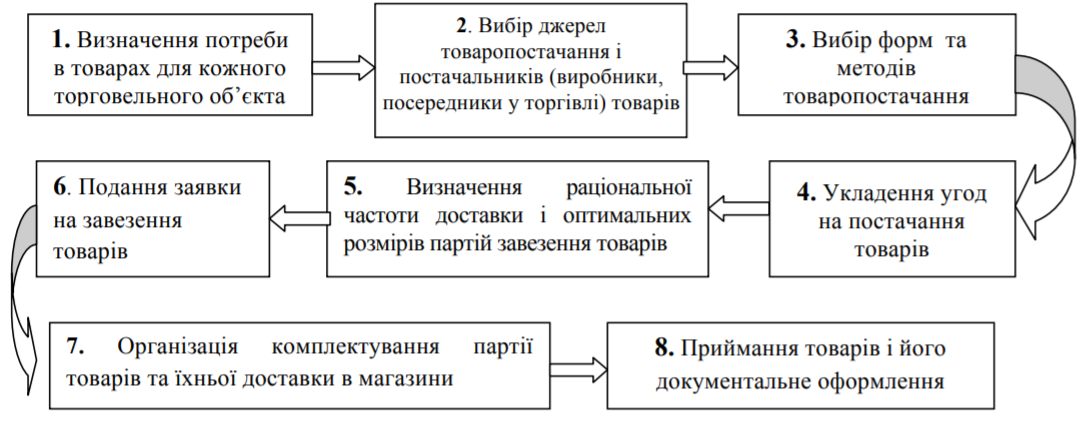 1. Визначення потреби
в товарах для кожного
торговельного об’єкта
2. Вибір джерел
товаропостачання і
постачальників (виробники,
посередники у торгівлі) товарів
3. Вибір форм та
методів
товаропостачання
4. Укладення угод
на постачання
товарів
5. Визначення раціональної
частоти доставки і оптимальних
розмірів партій завезення товарів
6. Подання заявки
на завезення
товарів
7. Організація комплектування партії
товарів та їхньої доставки в магазини
8. Приймання товарів і його
документальне оформлення